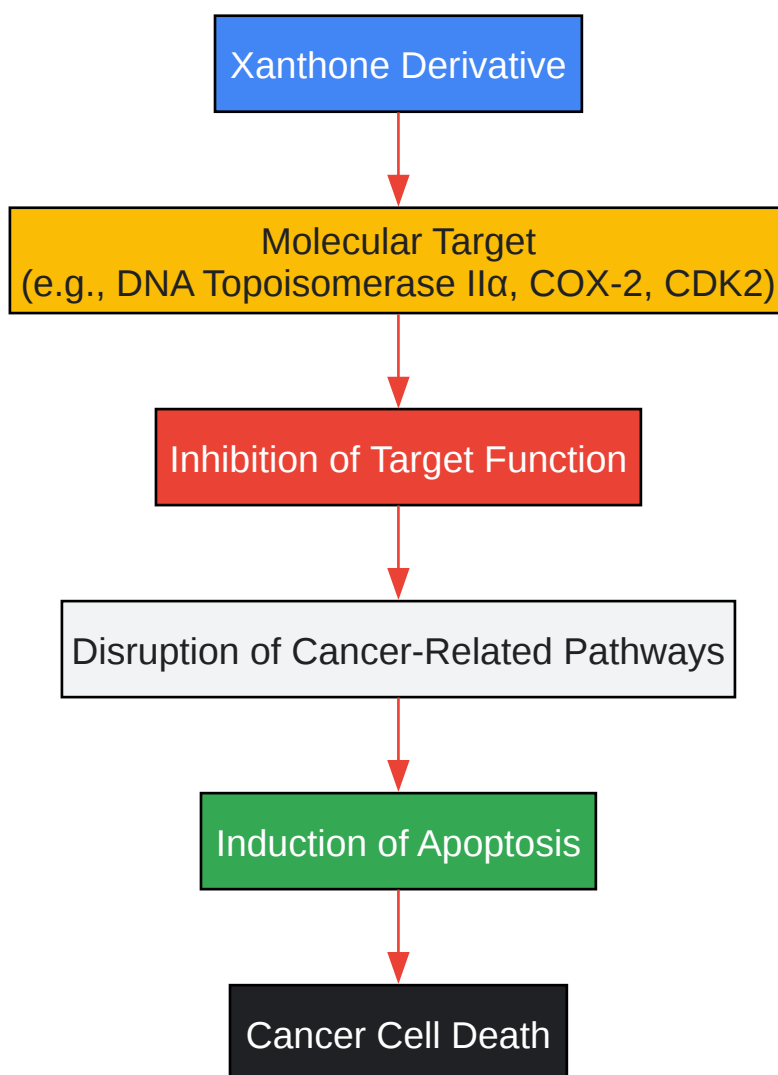 Xanthone Derivative
Molecular Target
(e.g., DNA Topoisomerase IIα, COX-2, CDK2)
Inhibition of Target Function
Disruption of Cancer-Related Pathways
Induction of Apoptosis
Cancer Cell Death